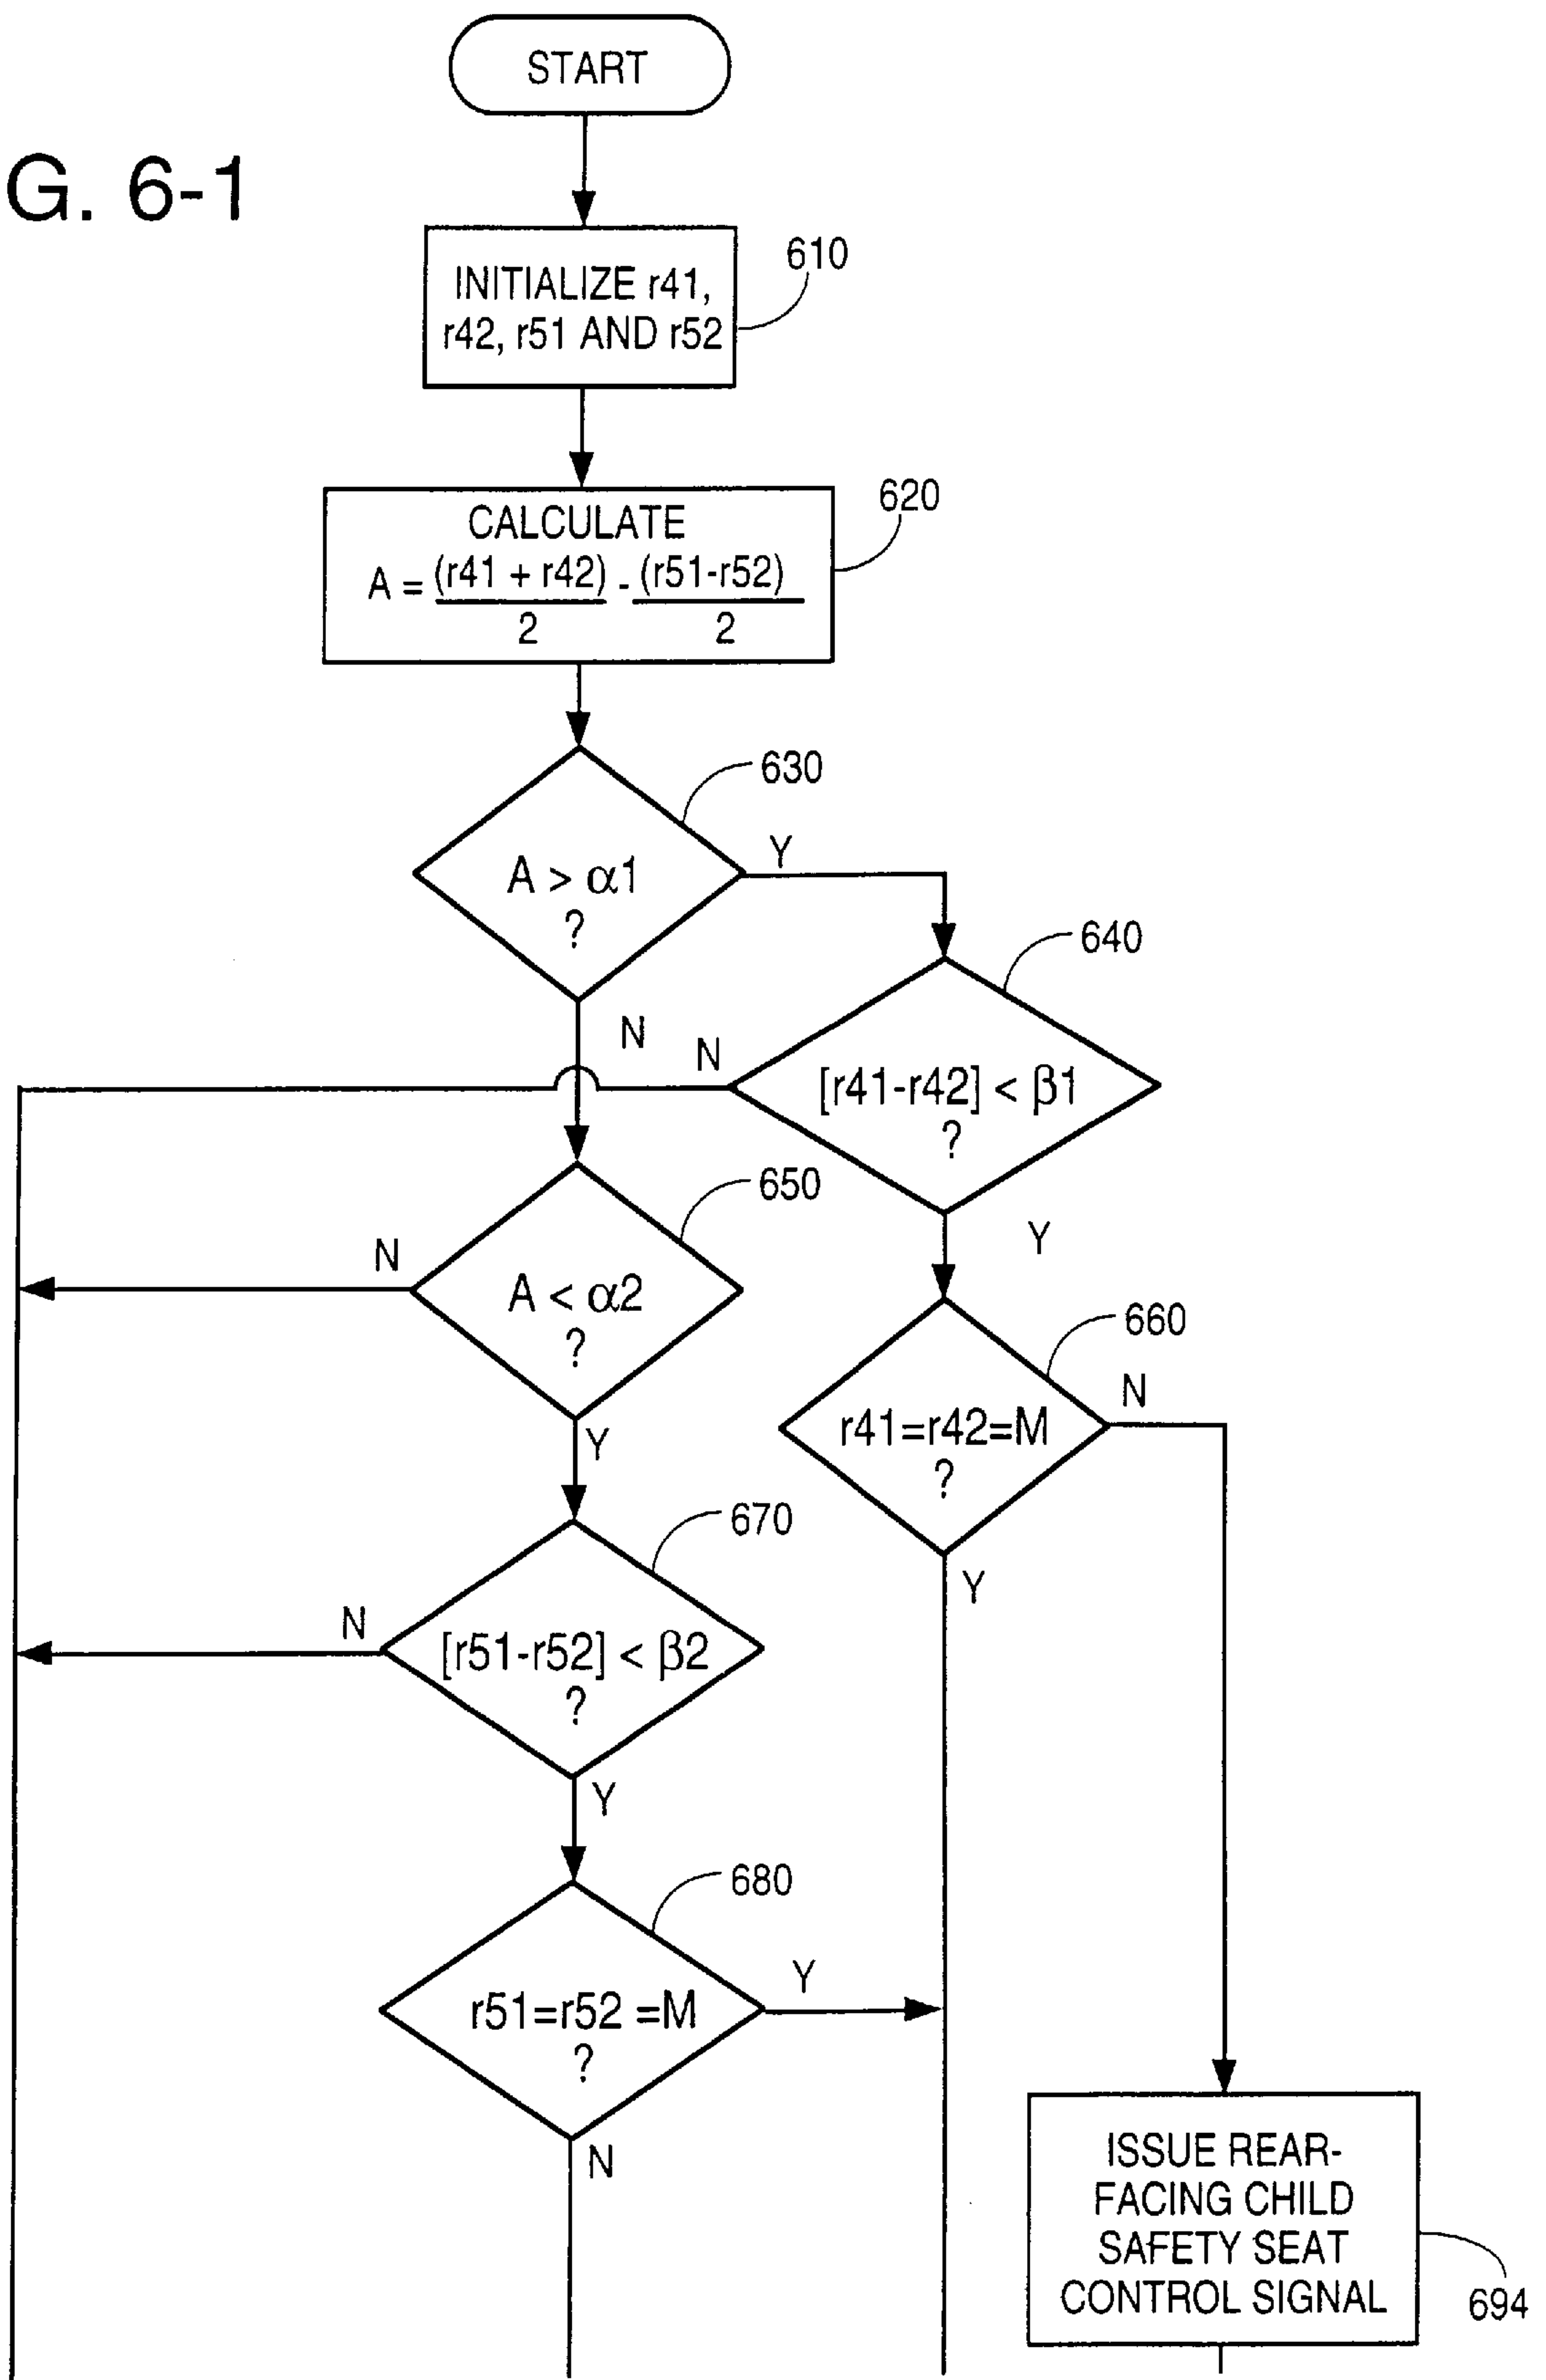 START
G. 6-1
610
INITIALIZE r41,
r42, r51 AND r52
620
CALCULATE
A = (r41 + r42) - (r51-r52)
2 2
630
A > α1
?
Y
N
640
N
[r41-r42] < β1
?
Y
650
N
A < α2
?
Y
660
r41=r42=M
?
N
Y
670
N
[r51-r52] < β2
?
Y
680
r51=r52 =M
?
Y
N
ISSUE REAR-
FACING CHILD
SAFETY SEAT
CONTROL SIGNAL
694